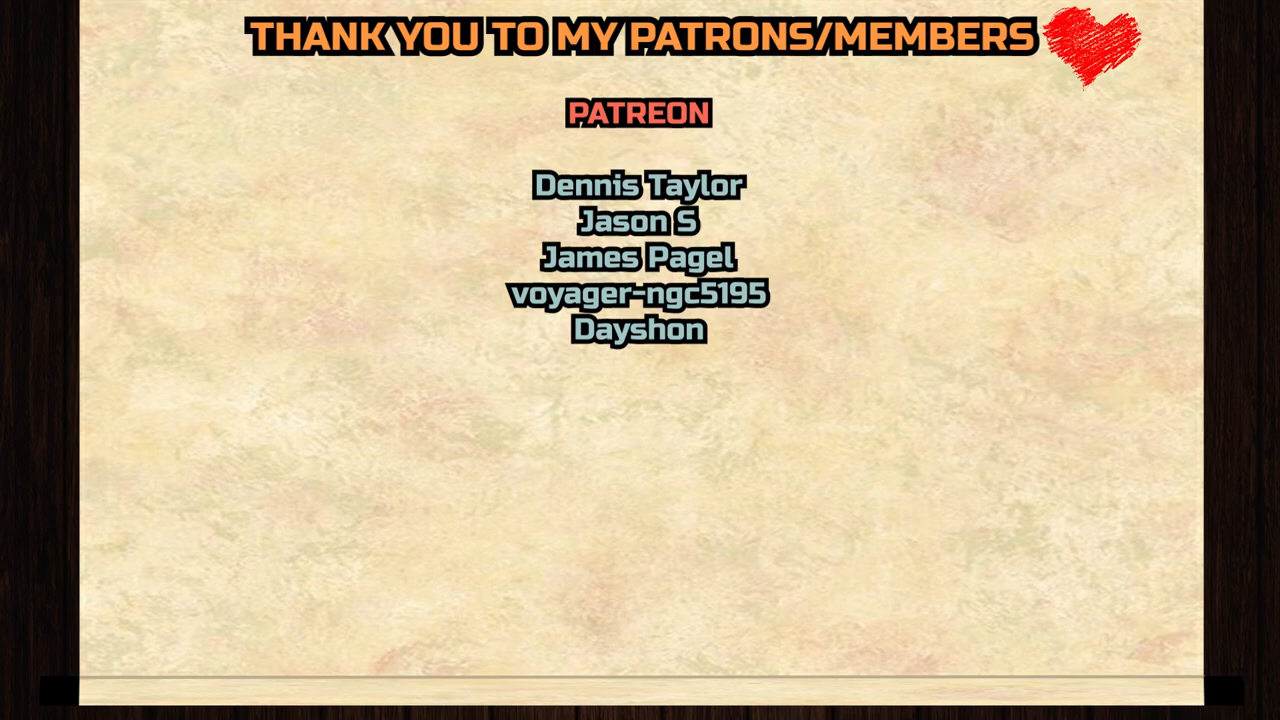 THANK YOU TO MY PATRONS/MEMBERS
PATREON
Dennis Taylor
Jason S
James Pagel
voyager-ngc5195
Dayshon